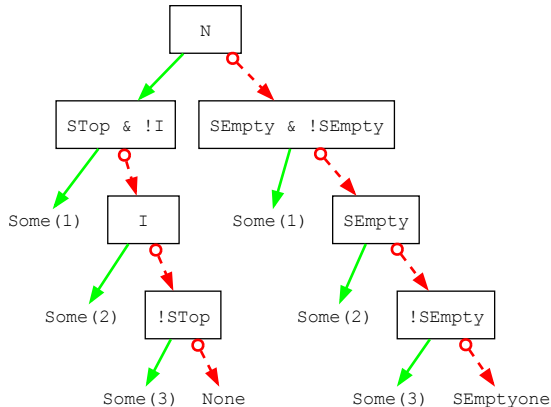 N
STop & !I
SEmpty & !SEmpty
Some(1)
I
Some(1)
SEmpty
Some(2)
!STop
Some(2)
!SEmpty
Some(3)
None
Some(3)
SEmptyone